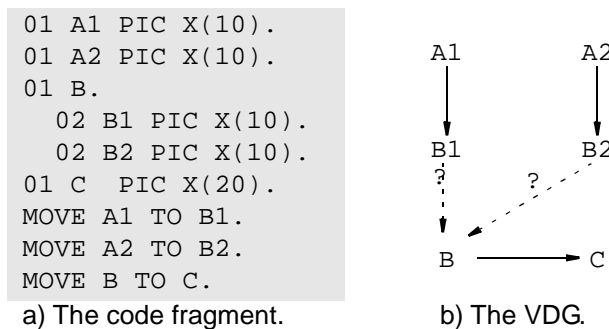 01 A1 PIC X(10).
01 A2 PIC X(10).
01 B.
  02 B1 PIC X(10).
  02 B2 PIC X(10).
01 C  PIC X(20).
MOVE A1 TO B1.
MOVE A2 TO B2.
MOVE B TO C.
a) The code fragment.
A1 A2
B1 B2
? ?
B C
b) The VDG.